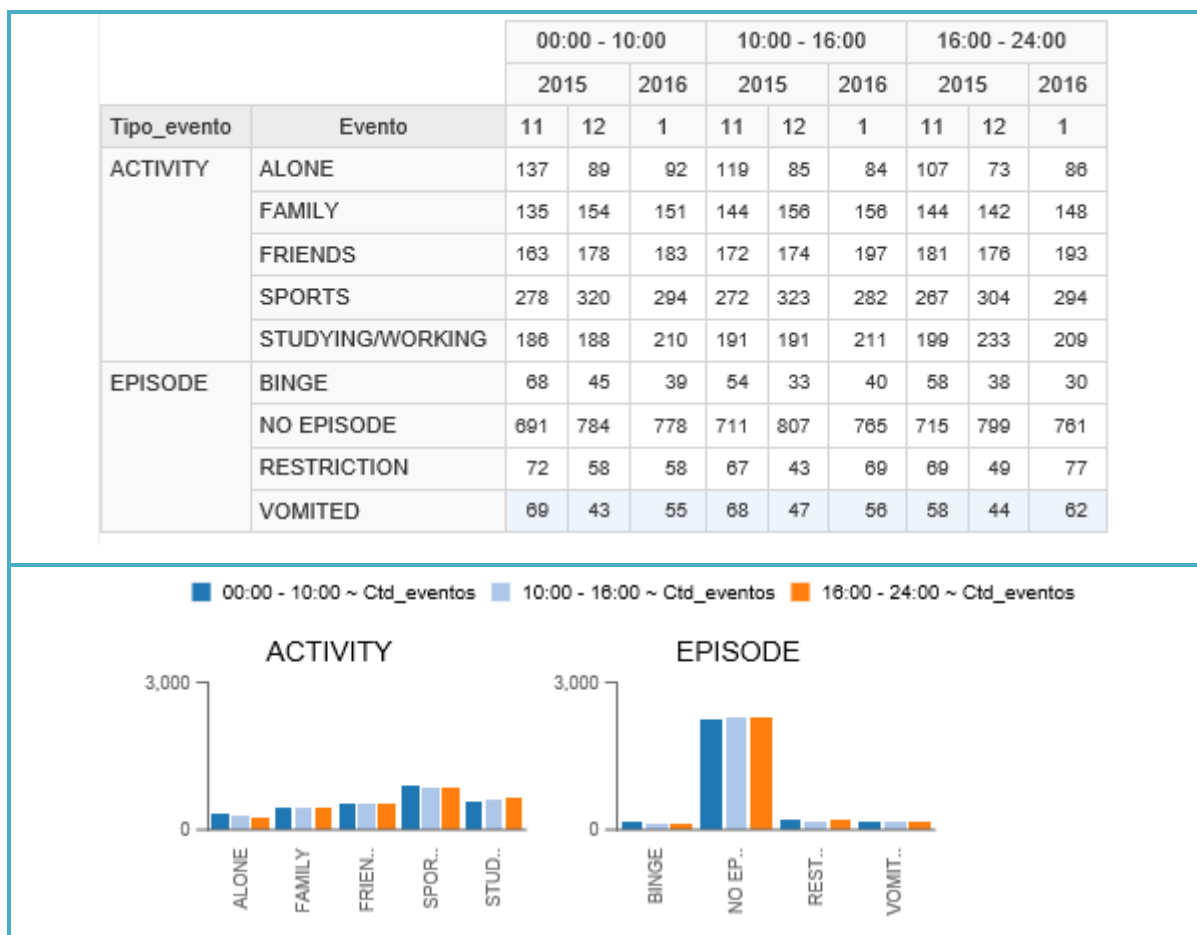 00:00 - 10:00 10:00 - 16:00 16:00 - 24:00
2015 2016 2015 2016 2015 2016
Tipo_evento Evento 11 12 1 11 12 1 11 12 1
ACTIVITY ALONE 137 89 92 119 85 84 107 73 86
FAMILY 135 154 151 144 156 156 144 142 148
FRIENDS 163 178 183 172 174 197 181 176 193
SPORTS 278 320 294 272 323 282 267 304 294
STUDYING/WORKING 186 188 210 191 191 211 199 233 209
EPISODE BINGE 68 45 39 54 33 40 58 38 30
NO EPISODE 691 784 778 711 807 765 715 799 761
RESTRICTION 72 58 58 67 43 69 69 49 77
VOMITED 69 43 55 68 47 56 58 44 62
00:00 - 10:00 ~ Ctd_eventos 10:00 - 16:00 ~ Ctd_eventos 16:00 - 24:00 ~ Ctd_eventos
ACTIVITY EPISODE
3,000 3,000
0 0
ALONE FAMILY FRIEN.. SPOR.. STUD.. BINGE NO EP.. REST.. VOMIT..